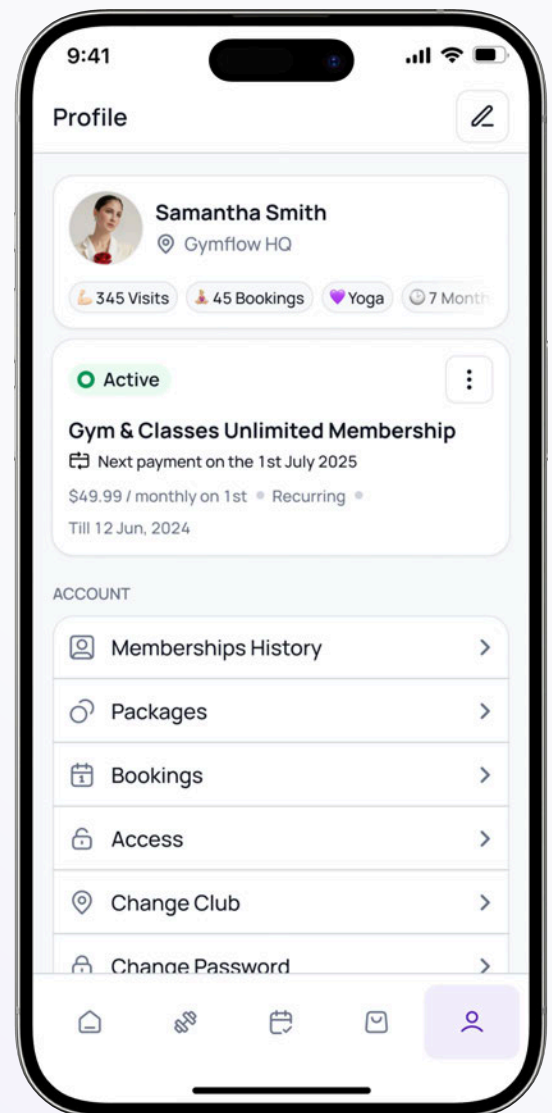 9:41
Profile
Samantha Smith
Gymflow HQ
345 Visits 45 Bookings Yoga 7 Month
Active
Gym & Classes Unlimited Membership
Next payment on the 1st July 2025
$49.99 / monthly on 1st Recurring
Till 12 Jun, 2024
ACCOUNT
Memberships History
Packages
Bookings
Access
Change Club
Change Password